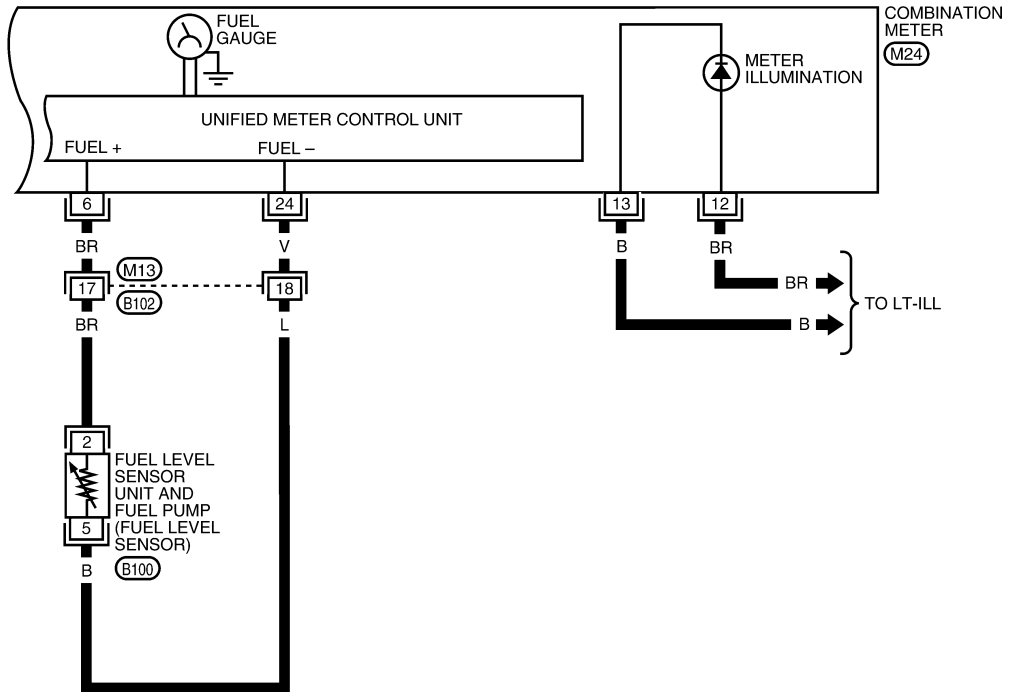 FUEL
GAUGE
COMBINATION
METER
M24
METER
ILLUMINATION
UNIFIED METER CONTROL UNIT
FUEL +
FUEL –
6
24
13
12
BR
V
B
BR
M13
17
18
B102
BR
L
BR
B
TO LT-ILL
2
FUEL LEVEL
SENSOR
UNIT AND
FUEL PUMP
(FUEL LEVEL
SENSOR)
5
B
B100